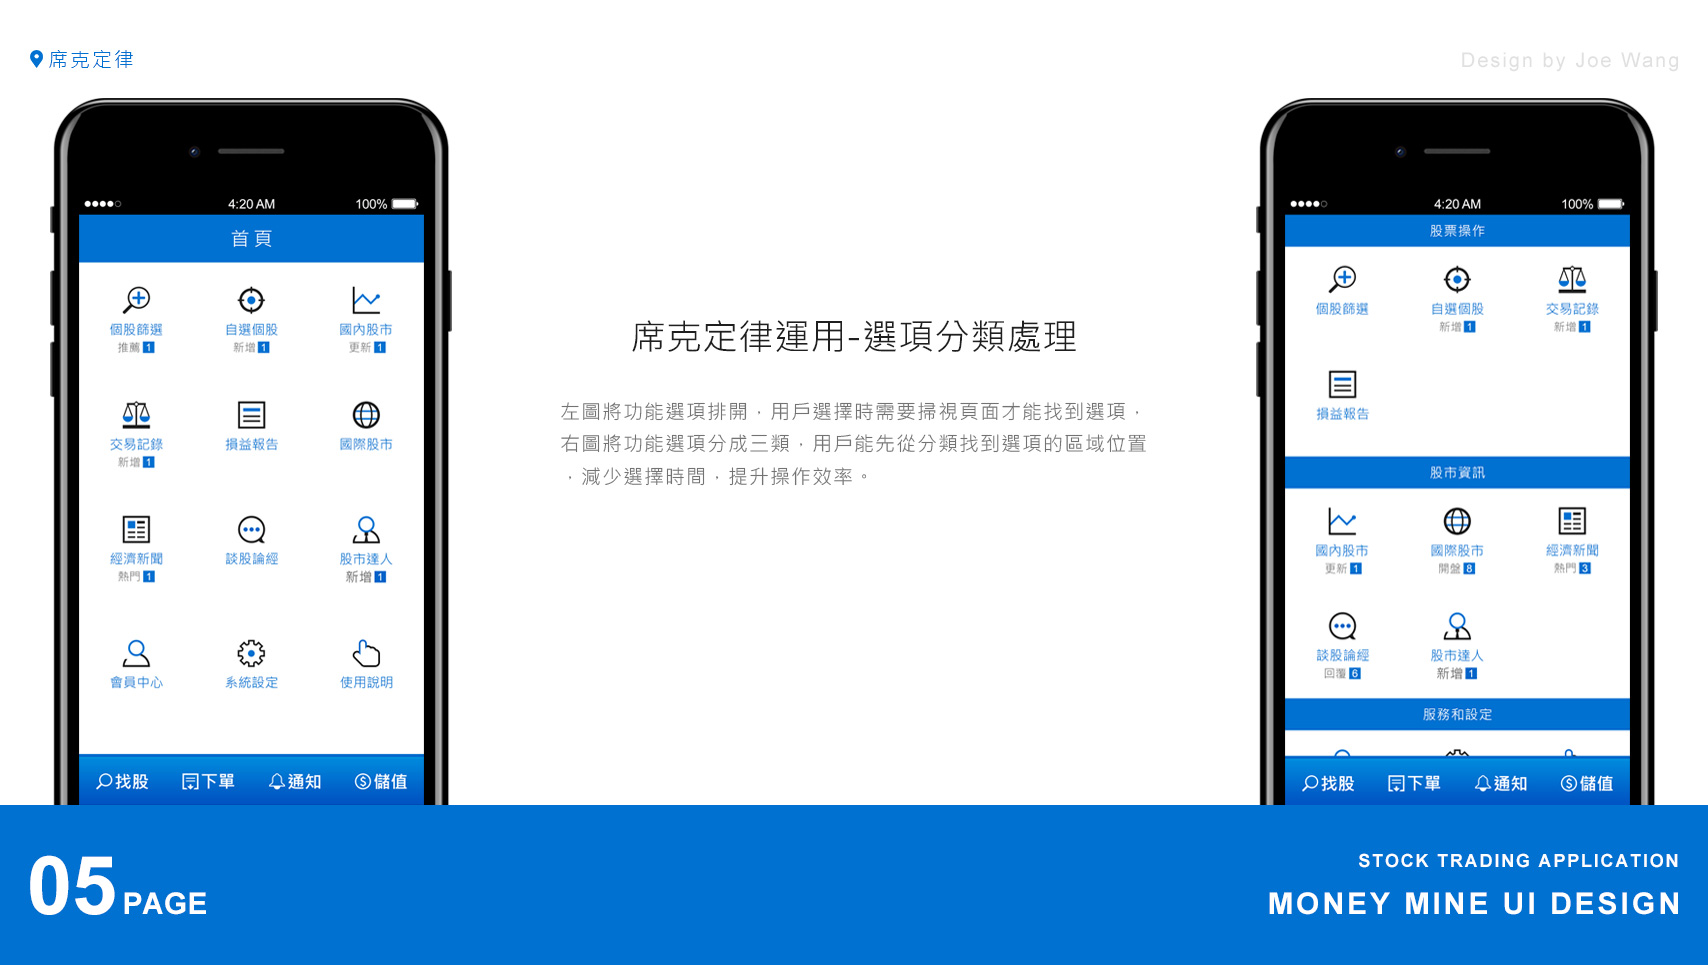 席克定律
Design by Joe Wang
4:20 AM
100%
首頁
個股篩選
自選個股
國內股市
推薦 1
新增 1
更新 1
交易記錄
損益報告
國際股市
新增 1
經濟新聞
談股論經
股市達人
熱門 1
新增 1
會員中心
系統設定
使用說明
找股
下單
通知
儲值
席克定律運用-選項分類處理
左圖將功能選項排開，用戶選擇時需要掃視頁面才能找到選項，
右圖將功能選項分成三類，用戶能先從分類找到選項的區域位置
，減少選擇時間，提升操作效率。
4:20 AM
100%
股票操作
個股篩選
自選個股
交易記錄
新增 1
新增 1
損益報告
股市資訊
國內股市
國際股市
經濟新聞
更新 1
開盤 8
熱門 3
談股論經
股市達人
回覆 6
新增 1
服務和設定
找股
下單
通知
儲值
05 PAGE
STOCK TRADING APPLICATION
MONEY MINE UI DESIGN